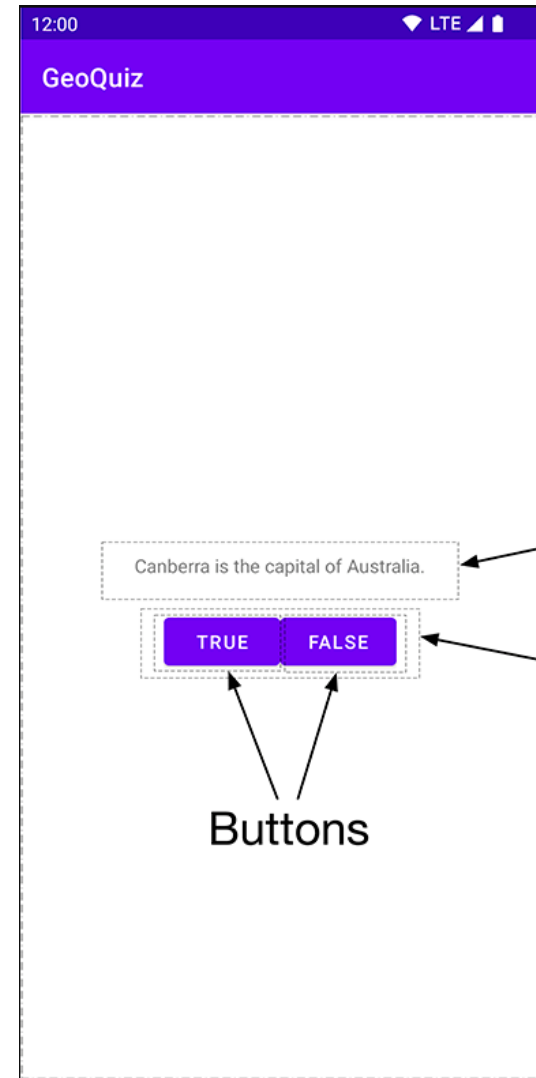 12:00 LTE
GeoQuiz
Canberra is the capital of Australia.
TRUE FALSE
Buttons